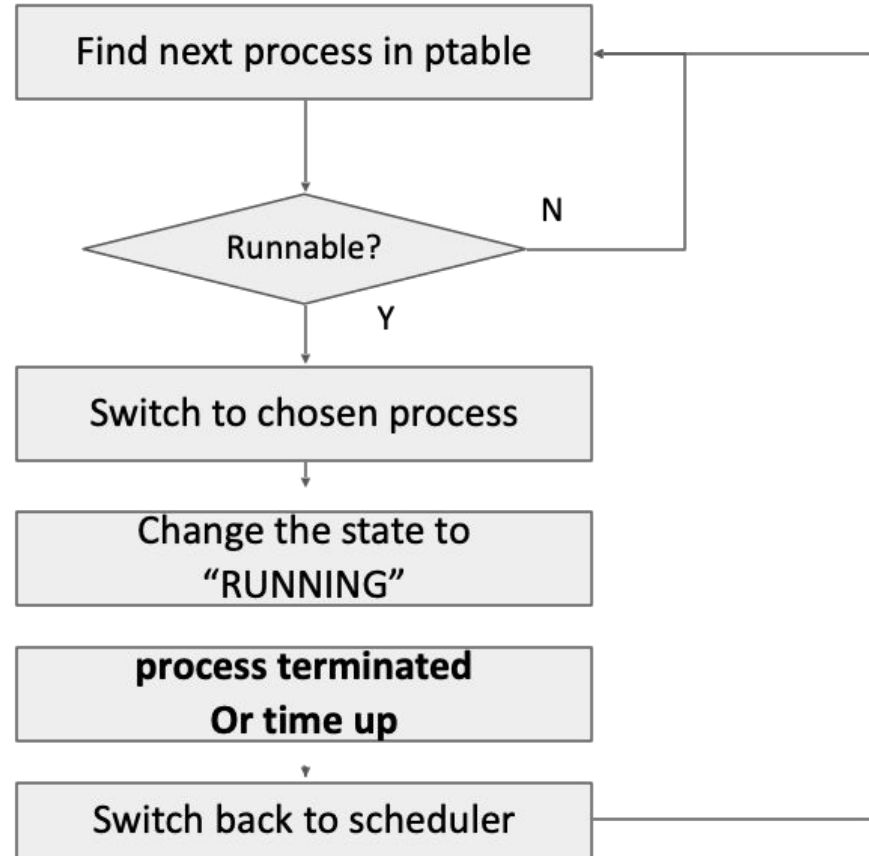 Find next process in ptable
Runnable?
N
Y
Switch to chosen process
Change the state to
“RUNNING”
process terminated
Or time up
Switch back to scheduler